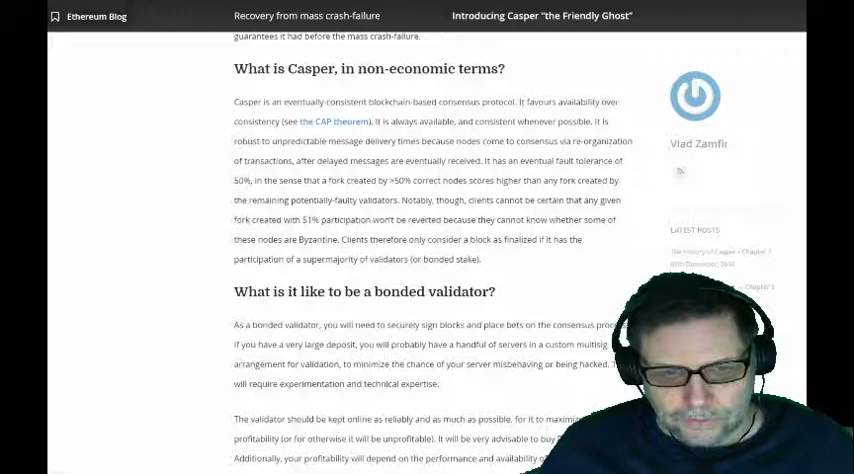 Ethereum Blog
Recovery from mass crash-failure
Introducing Casper “the Friendly Ghost”
guarantees it had before the mass crash-failure.
What is Casper, in non-economic terms?
Casper is an eventually-consistent blockchain-based consensus protocol. It favours availability over
consistency (see the CAP theorem). It is always available, and consistent whenever possible. It is
robust to unpredictable message delivery times because nodes come to consensus via re-organization
of transactions, after delayed messages are eventually received. It has an eventual fault tolerance of
50%, in the sense that a fork created by >50% correct nodes scores higher than any fork created by
the remaining potentially-faulty validators. Notably, though, clients cannot be certain that any given
fork created with 51% participation won't be reverted because they cannot know whether some of
these nodes are Byzantine. Clients therefore only consider a block as finalized if it has the
participation of a supermajority of validators (or bonded stake).
What is it like to be a bonded validator?
As a bonded validator, you will need to securely sign blocks and place bets on the consensus
If you have a very large deposit, you will probably have a handful of servers in a custom multisig
arrangement for validation, to minimize the chance of your server misbehaving or being hacked.
will require experimentation and technical expertise.
The validator should be kept online as reliably and as much as possible, for it to
profitability (or for otherwise it will be unprofitable). It will be very advisable to buy
Additionally, your profitability will depend on the performance and availability of
Vlad Zamfir
LATEST POSTS
The History of Casper – Chapter
December,
— Chapter